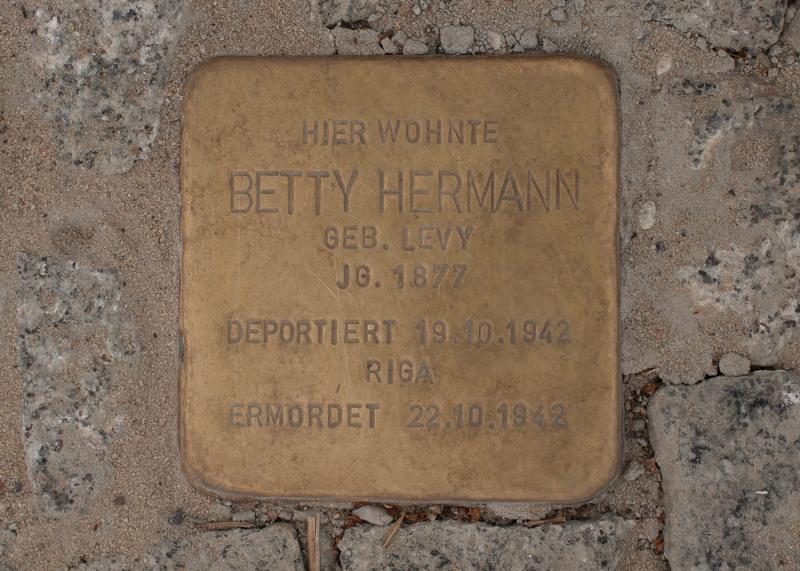 HIER WOHNTE
BETTY HERMANN
GEB. LEVY
JG. 1877
DEPORTIERT 19.10.1942
RIGA
ERMORDET 22.10.1942